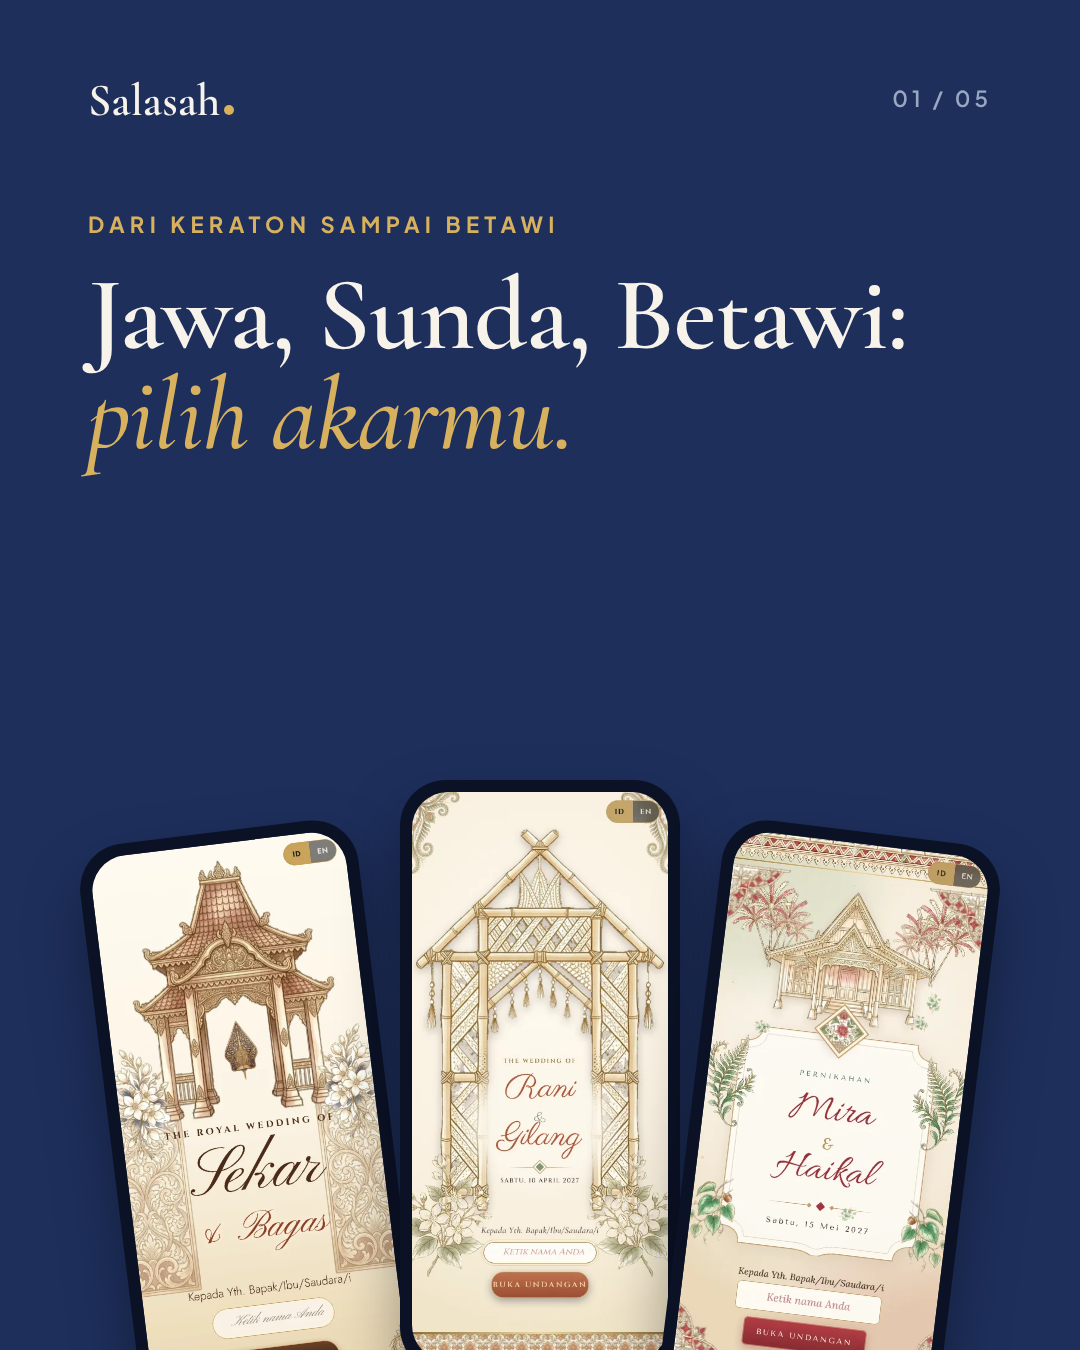 Salasah.
01 / 05
DARI KERATON SAMPAI BETAWI
Jawa, Sunda, Betawi:
pilih akarmu.
ID EN
THE ROYAL WEDDING OF
Sekar
& Bagas
Kepada Yth. Bapak/Ibu/Saudara/i
Ketik nama Anda
ID EN
THE WEDDING OF
Rani
&
Gilang
SABTU, 10 APRIL 2027
Kepada Yth. Bapak/Ibu/Saudara/i
KETIK NAMA ANDA
BUKA UNDANGAN
ID EN
PERNIKAHAN
Mira
&
Haikal
Sabtu, 15 Mei 2027
Kepada Yth. Bapak/Ibu/Saudara/i
Ketik nama Anda
BUKA UNDANGAN